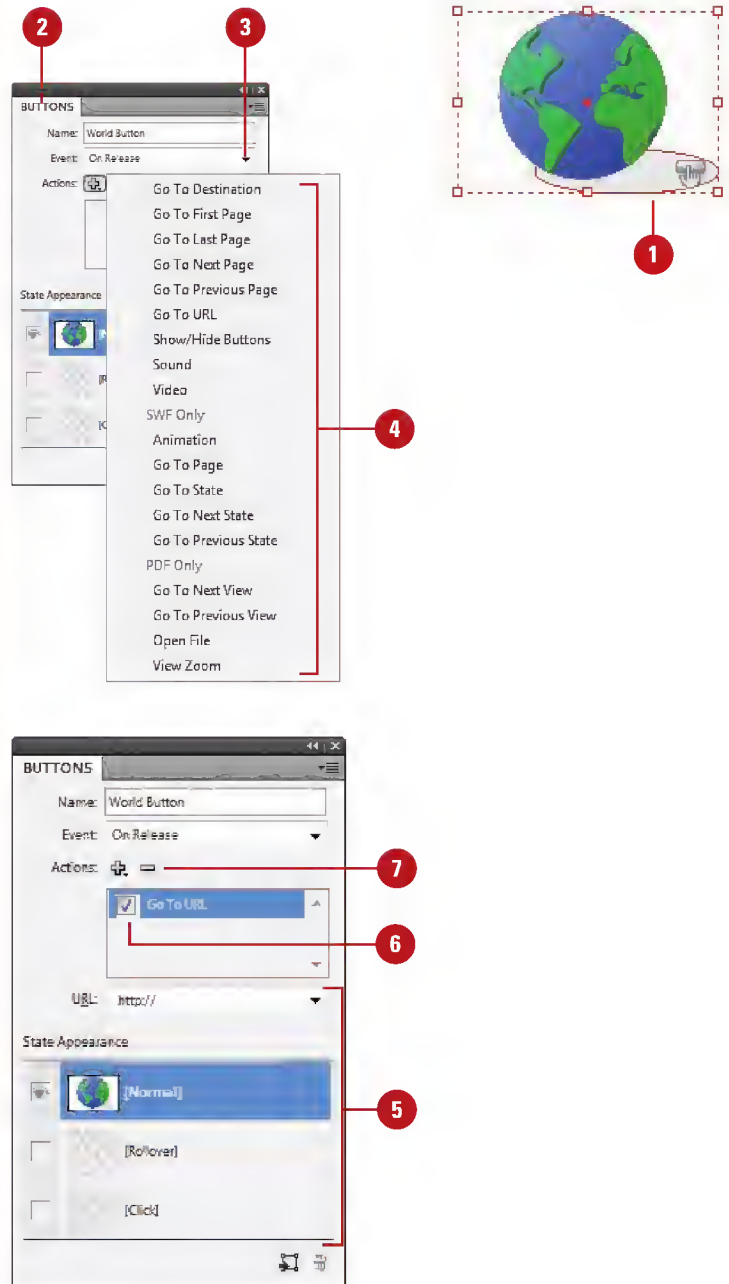 2
3
BUTTONS
Name: World Button
Event: On Release
Actions:
Go To Destination
Go To First Page
Go To Last Page
Go To Next Page
Go To Previous Page
Go To URL
Show/Hide Buttons
Sound
Video
SWF Only
Animation
Go To Page
Go To State
Go To Next State
Go To Previous State
PDF Only
Go To Next View
Go To Previous View
Open File
View Zoom
State Appearance
4
1
BUTTONS
Name: World Button
Event: On Release
Actions:
7
Go To URL
6
URL: http://
State Appearance
[Normal]
5
[Rollover]
[Click]